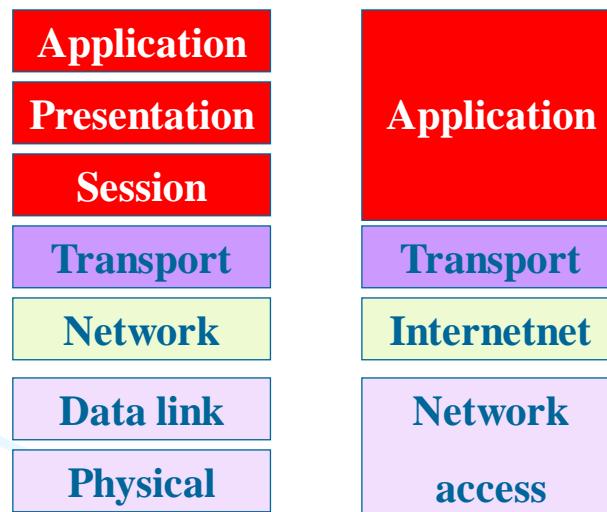 Application
Presentation
Session
Transport
Network
Data link
Physical
Application
Transport
Internetnet
Network
access